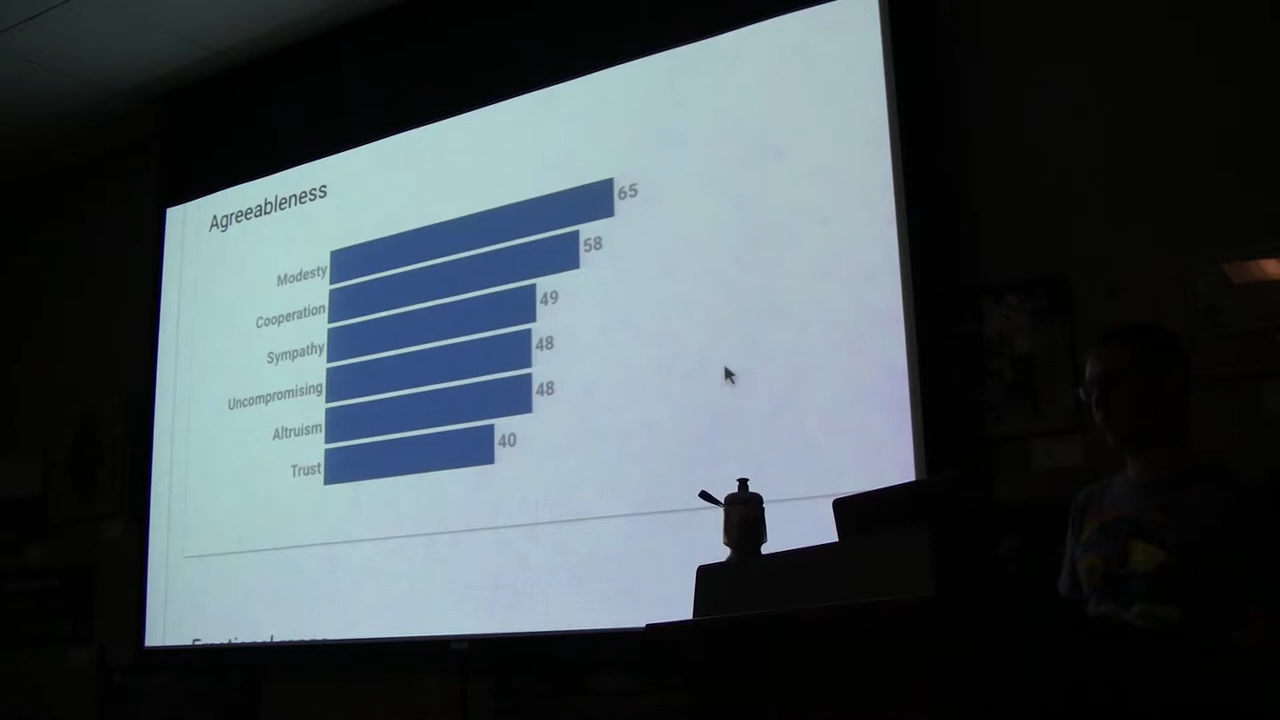 Agreeableness
Modesty 65
Cooperation 58
Sympathy 49
Uncompromising 48
Altruism 48
Trust 40